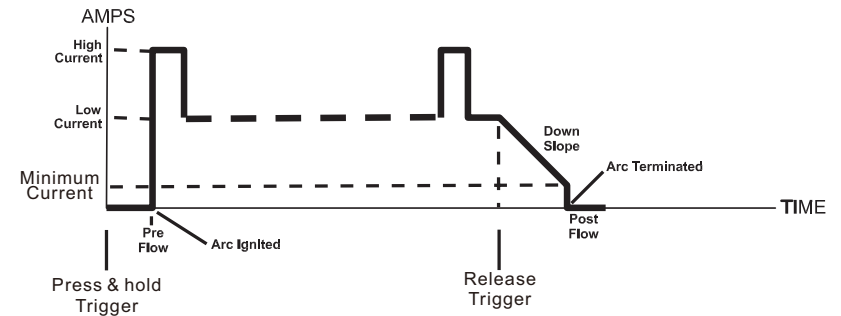 AMPS
High
Current
Low
Current
Down
Slope
Minimum
Current
Arc Terminated
TIME
Pre
Flow
Arc Ignited
Post
Flow
Press & hold
Trigger
Release
Trigger